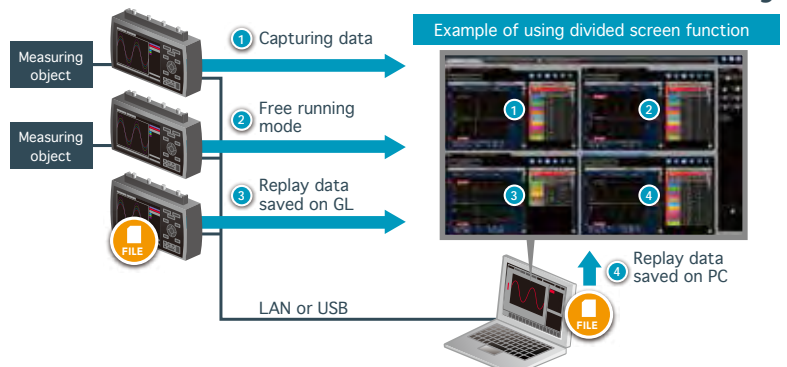 Measuring
object
1 Capturing data
Example of using divided screen function
Measuring
object
2 Free running
mode
3 Replay data
saved on GL
FILE
1
2
3
4
4 Replay data
saved on PC
FILE
LAN or USB